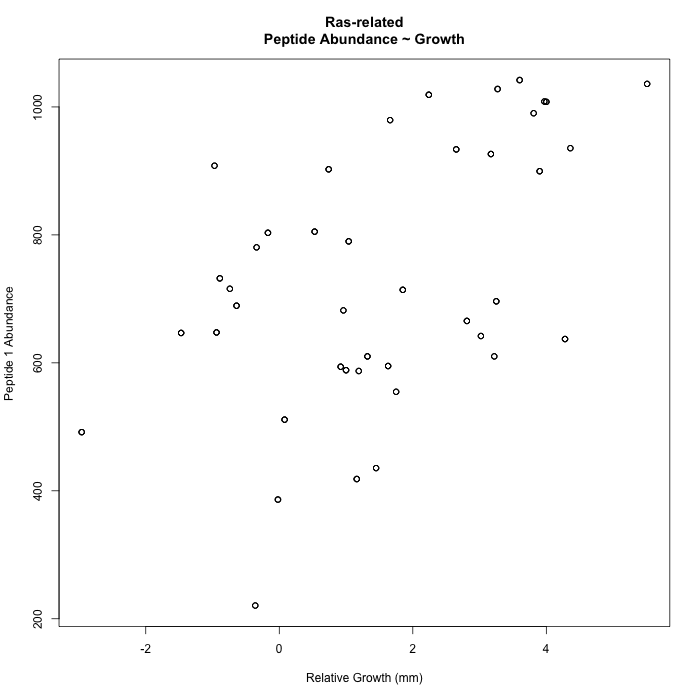 Ras-related
Peptide Abundance ~ Growth
1000
800
600
400
200
Peptide 1 Abundance
-2 0 2 4
Relative Growth (mm)